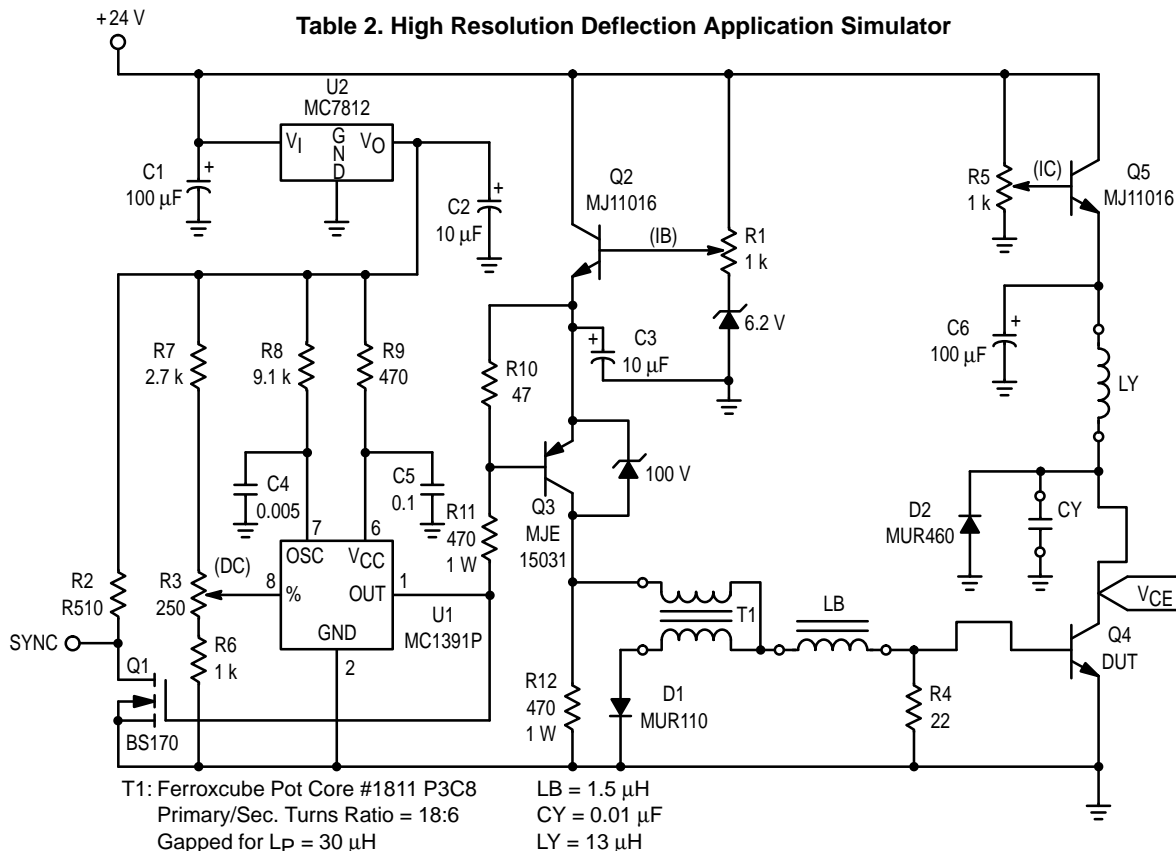 +24 V
Table 2. High Resolution Deflection Application Simulator
U2
MC7812
VI
GND
VO
C1
100 µF
+
C2
10 µF
+
Q2
MJ11016
(IB)
R1
1 k
6.2 V
R5
1 k
(IC)
Q5
MJ11016
R7
2.7 k
R8
9.1 k
R9
470
R10
47
+
C3
10 µF
C6
100 µF
+
LY
C4
0.005
C5
0.1
R11
470
1 W
100 V
Q3
MJE
15031
D2
MUR460
CY
7
6
OSC
VCC
R2
R510
R3
250
(DC)
8
%
OUT
1
U1
MC1391P
GND
2
T1
LB
VCE
SYNC
Q1
R6
1 k
BS170
R12
470
1 W
D1
MUR110
R4
22
Q4
DUT
T1: Ferroxcube Pot Core #1811 P3C8
Primary/Sec. Turns Ratio = 18:6
Gapped for LP = 30 µH
LB = 1.5 µH
CY = 0.01 µF
LY = 13 µH